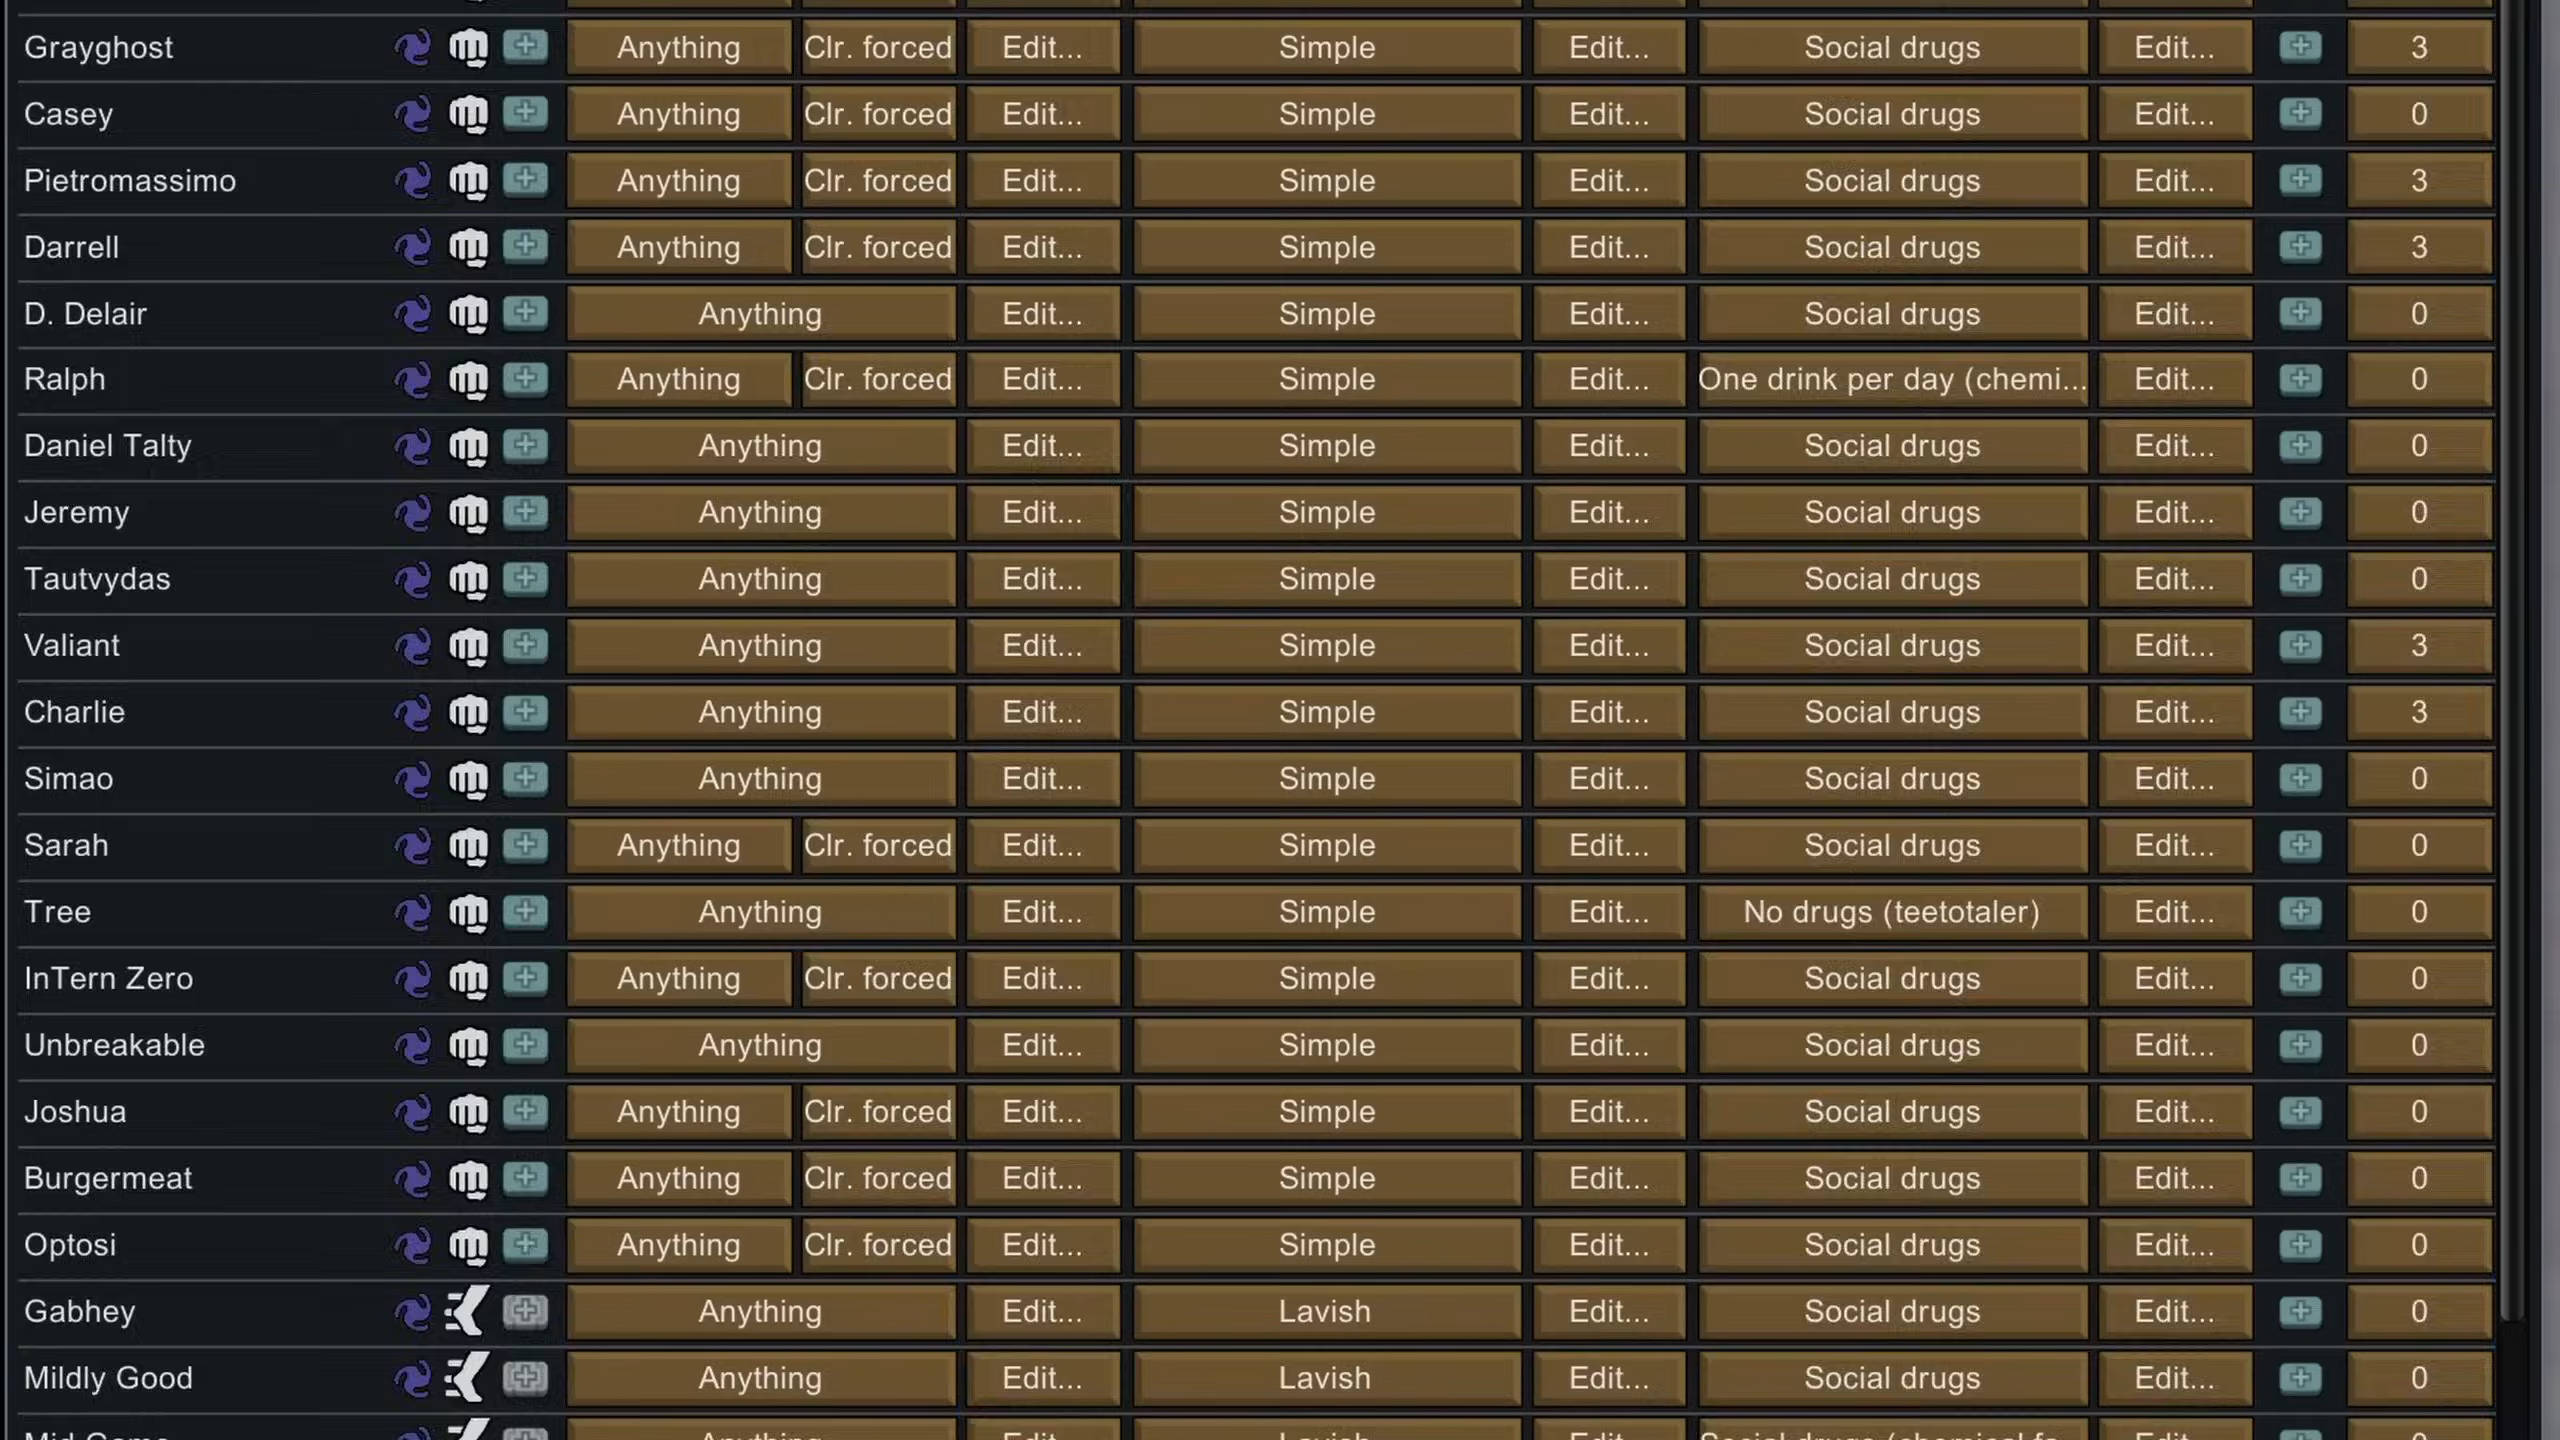 Grayghost Anything Clr. forced Edit... Simple Edit... Social drugs Edit... 3
Casey Anything Clr. forced Edit... Simple Edit... Social drugs Edit... 0
Pietromassimo Anything Clr. forced Edit... Simple Edit... Social drugs Edit... 3
Darrell Anything Clr. forced Edit... Simple Edit... Social drugs Edit... 3
D. Delair Anything Edit... Simple Edit... Social drugs Edit... 0
Ralph Anything Clr. forced Edit... Simple Edit... One drink per day (chemi... Edit... 0
Daniel Talty Anything Edit... Simple Edit... Social drugs Edit... 0
Jeremy Anything Edit... Simple Edit... Social drugs Edit... 0
Tautvydas Anything Edit... Simple Edit... Social drugs Edit... 0
Valiant Anything Edit... Simple Edit... Social drugs Edit... 3
Charlie Anything Edit... Simple Edit... Social drugs Edit... 3
Simao Anything Edit... Simple Edit... Social drugs Edit... 0
Sarah Anything Clr. forced Edit... Simple Edit... Social drugs Edit... 0
Tree Anything Edit... Simple Edit... No drugs (teetotaler) Edit... 0
InTern Zero Anything Clr. forced Edit... Simple Edit... Social drugs Edit... 0
Unbreakable Anything Edit... Simple Edit... Social drugs Edit... 0
Joshua Anything Clr. forced Edit... Simple Edit... Social drugs Edit... 0
Burgermeat Anything Clr. forced Edit... Simple Edit... Social drugs Edit... 0
Optosi Anything Clr. forced Edit... Simple Edit... Social drugs Edit... 0
Gabhey Anything Edit... Lavish Edit... Social drugs Edit... 0
Mildly Good Anything Edit... Lavish Edit... Social drugs Edit... 0